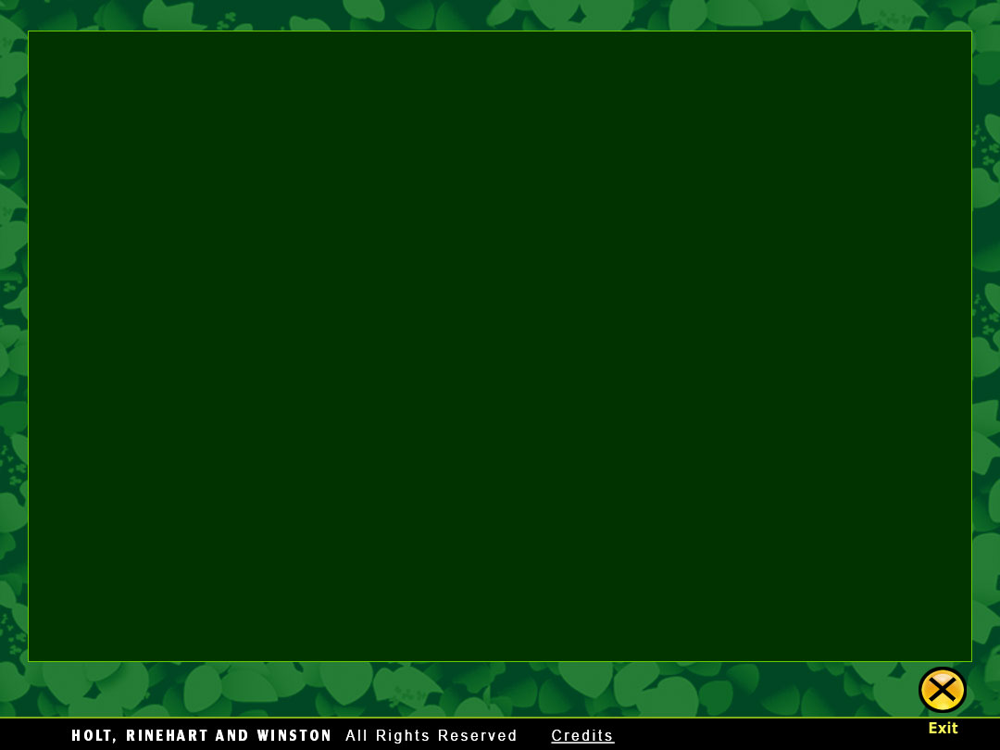 Exit
HOLT, RINEHART AND WINSTON All Rights Reserved Credits